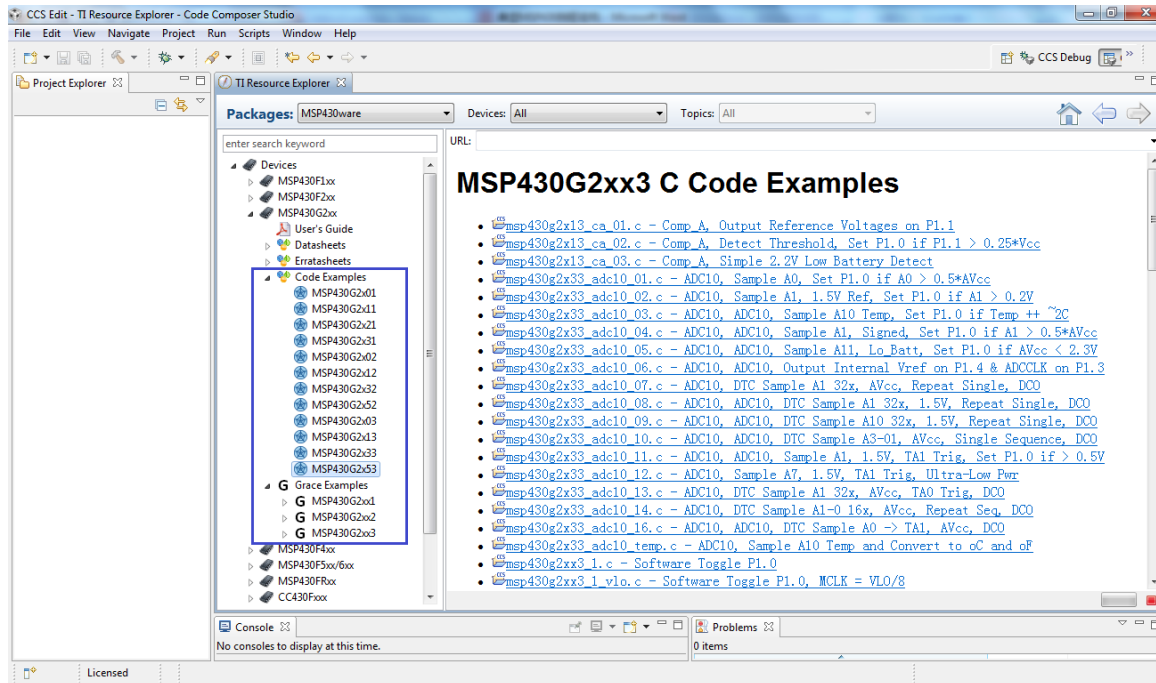 CCS Edit - TI Resource Explorer - Code Composer Studio
File Edit View Navigate Project Run Scripts Window Help
CCS Debug
Project Explorer
TI Resource Explorer
Packages: MSP430ware Devices: All Topics: All
enter search keyword
URL:
Devices
MSP430F1xx
MSP430F2xx
MSP430G2xx
User's Guide
Datasheets
Erratasheets
Code Examples
MSP430G2x01
MSP430G2x11
MSP430G2x21
MSP430G2x31
MSP430G2x02
MSP430G2x12
MSP430G2x32
MSP430G2x52
MSP430G2x03
MSP430G2x13
MSP430G2x33
MSP430G2x53
G Grace Examples
G MSP430G2xx1
G MSP430G2xx2
G MSP430G2xx3
MSP430F4xx
MSP430F5xx/6xx
MSP430FRxx
CC430Fxxx
MSP430G2xx3 C Code Examples
msp430g2x13_ca_01.c - Comp_A, Output Reference Voltages on P1.1
msp430g2x13_ca_02.c - Comp_A, Detect Threshold, Set P1.0 if P1.1 > 0.25*Vcc
msp430g2x13_ca_03.c - Comp_A, Simple 2.2V Low Battery Detect
msp430g2x33_adc10_01.c - ADC10, Sample A0, Set P1.0 if A0 > 0.5*AVcc
msp430g2x33_adc10_02.c - ADC10, Sample A1, 1.5V Ref, Set P1.0 if A1 > 0.2V
msp430g2x33_adc10_03.c - ADC10, ADC10, Sample A10 Temp, Set P1.0 if Temp ++ ~2C
msp430g2x33_adc10_04.c - ADC10, ADC10, Sample A1, Signed, Set P1.0 if A1 > 0.5*AVcc
msp430g2x33_adc10_05.c - ADC10, ADC10, Sample A11, Lo_Batt, Set P1.0 if AVcc < 2.3V
msp430g2x33_adc10_06.c - ADC10, ADC10, Output Internal Vref on P1.4 & ADCCLK on P1.3
msp430g2x33_adc10_07.c - ADC10, DTC Sample A1 32x, AVcc, Repeat Single, DCO
msp430g2x33_adc10_08.c - ADC10, ADC10, DTC Sample A1 32x, 1.5V, Repeat Single, DCO
msp430g2x33_adc10_09.c - ADC10, ADC10, DTC Sample A10 32x, 1.5V, Repeat Single, DCO
msp430g2x33_adc10_10.c - ADC10, ADC10, DTC Sample A3-01, AVcc, Single Sequence, DCO
msp430g2x33_adc10_11.c - ADC10, ADC10, Sample A1, 1.5V, TA1 Trig, Set P1.0 if > 0.5V
msp430g2x33_adc10_12.c - ADC10, Sample A7, 1.5V, TA1 Trig, Ultra-Low Pwr
msp430g2x33_adc10_13.c - ADC10, DTC Sample A1 32x, AVcc, TA0 Trig, DCO
msp430g2x33_adc10_14.c - ADC10, DTC Sample A1-0 16x, AVcc, Repeat Seq, DCO
msp430g2x33_adc10_16.c - ADC10, ADC10, DTC Sample A0 -> TA1, AVcc, DCO
msp430g2x33_adc10_temp.c - ADC10, Sample A10 Temp and Convert to oC and oF
msp430g2xx3_1.c - Software Toggle P1.0
msp430g2xx3_1_vlo.c - Software Toggle P1.0, MCLK = VLO/8
Console
No consoles to display at this time.
Problems
0 items
Licensed